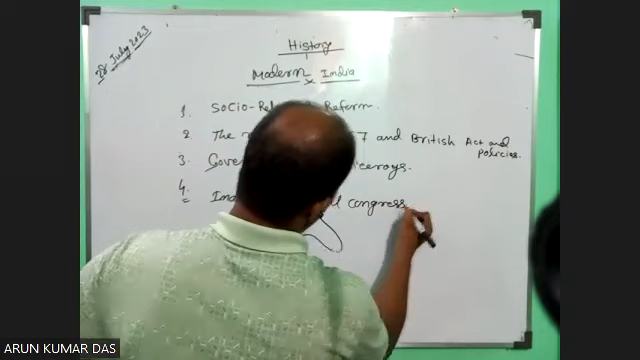 28 July 2023
History
Modern India
1. Socio-Rel Reform.
2. The 7 and British Act and
policies.
3. Gove iceroys.
4. Ind l congress
ARUN KUMAR DAS